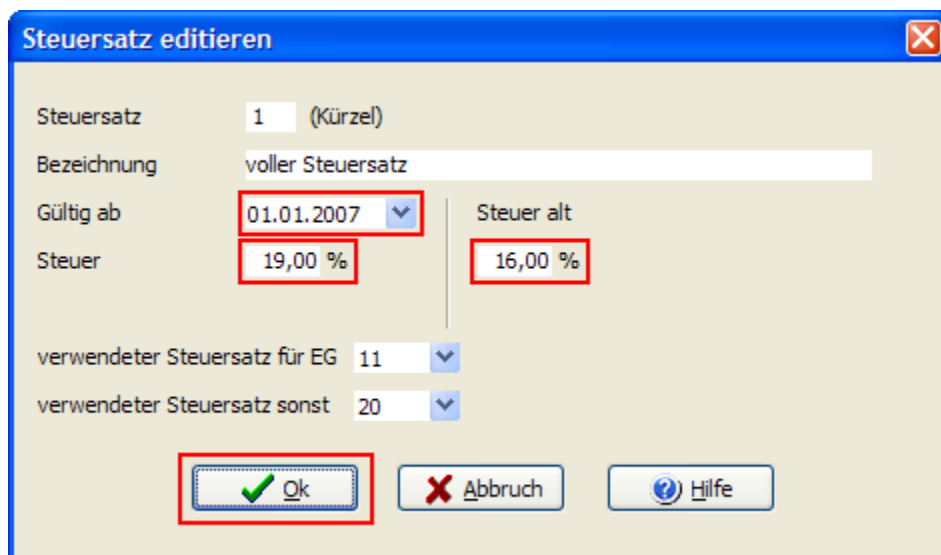 Steuersatz editieren
Steuersatz 1 (Kürzel)
Bezeichnung voller Steuersatz
Gültig ab 01.01.2007 Steuer alt
Steuer 19,00 % 16,00 %
verwendeter Steuersatz für EG 11
verwendeter Steuersatz sonst 20
Ok Abbruch Hilfe